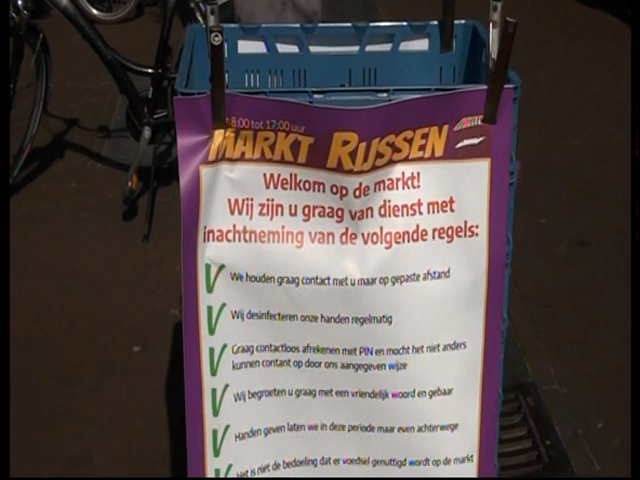 8:00 tot 17:00 uur
MARKT RIJSSEN
Welkom op de markt!
Wij zijn u graag van dienst met
inachtneming van de volgende regels:
We houden graag contact met u maar op gepaste afstand
Wij desinfecteren onze handen regelmatig
Graag contactloos afrekenen met PIN en mocht het niet anders
kunnen contant op door ons aangegeven wijze
Wij begroeten u graag met een vriendelijk woord en gebaar
Handen geven laten we in deze periode maar even achterwege
Het is niet de bedoeling dat er voedsel genuttigd wordt op de markt